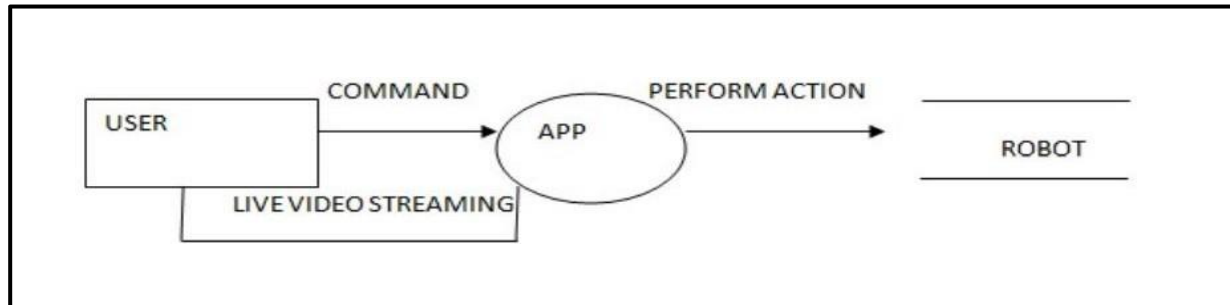 COMMAND
PERFORM ACTION
USER
APP
ROBOT
LIVE VIDEO STREAMING